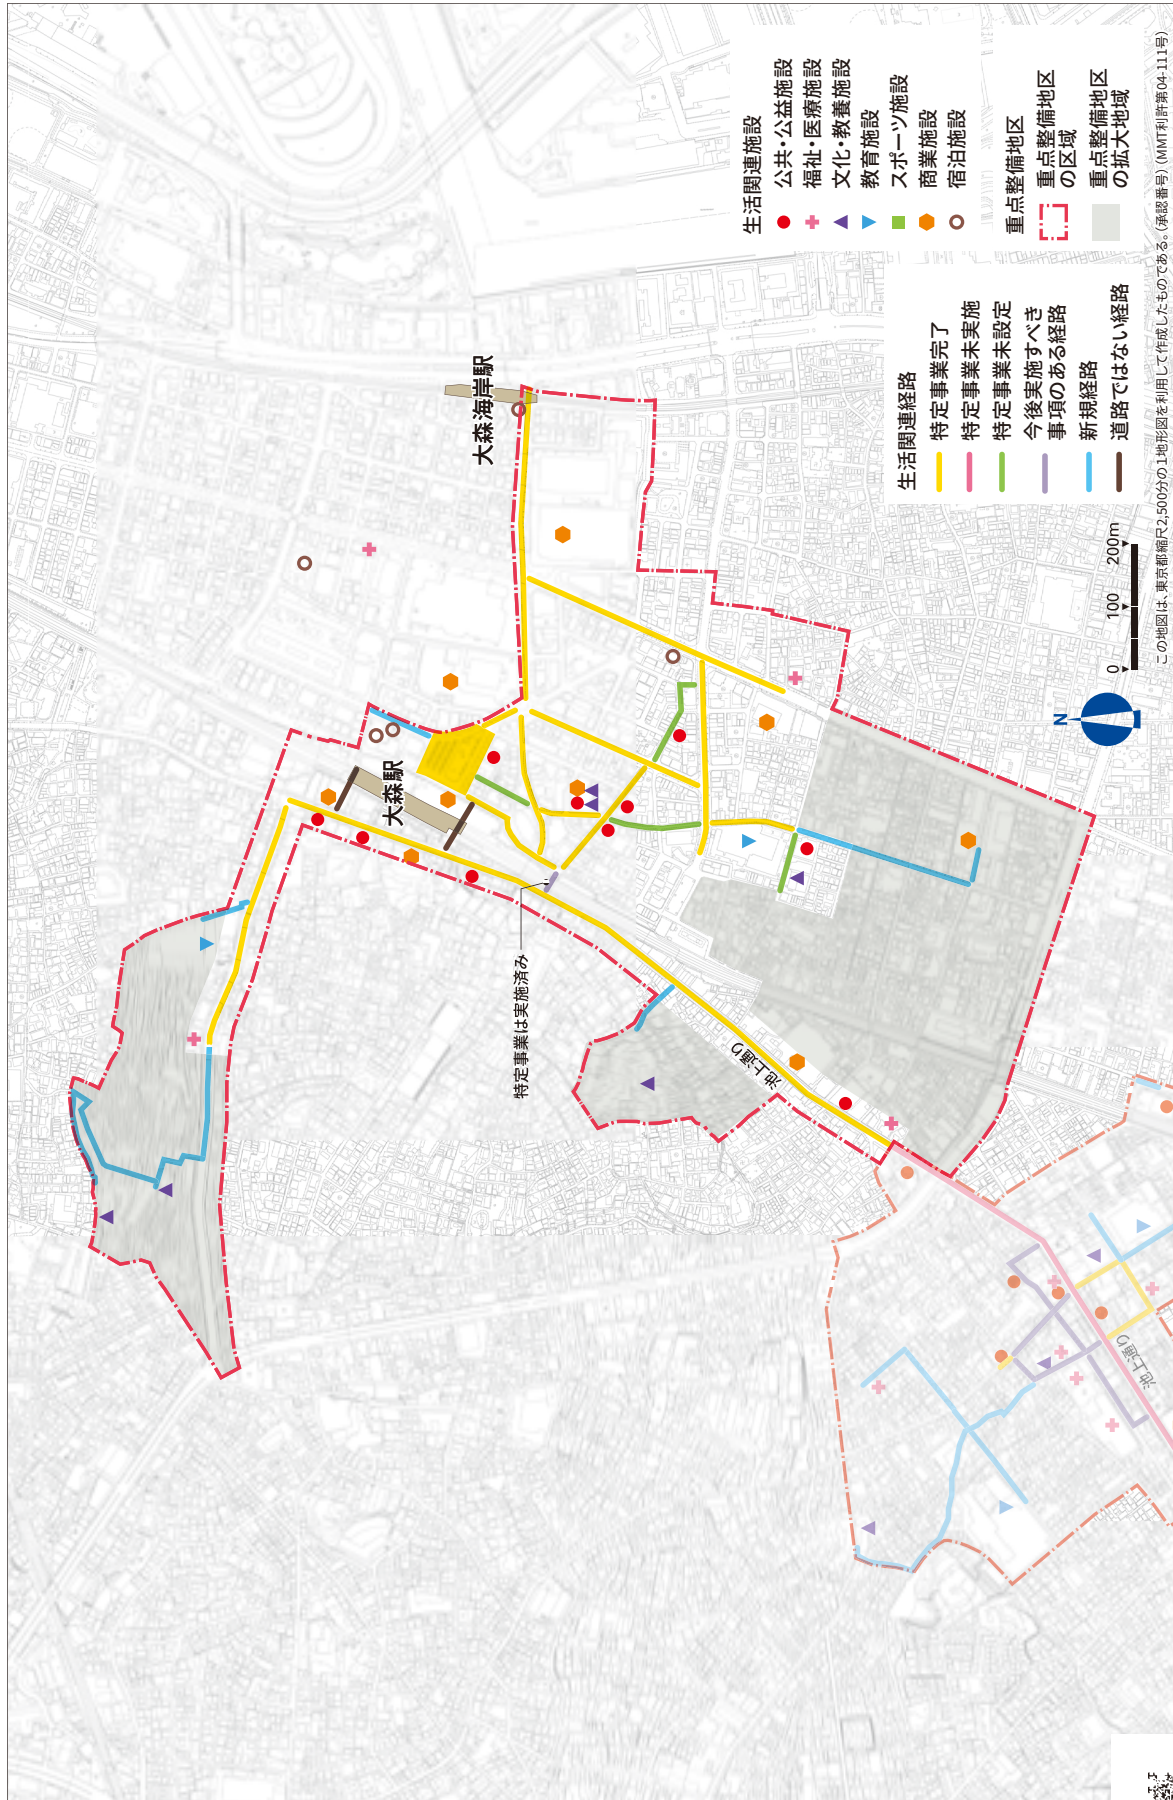 大森海岸駅
大森駅
特定事業は実施済み
池上通り
池上通り
生活関連施設
公共・公益施設
福祉・医療施設
文化・教養施設
教育施設
スポーツ施設
商業施設
宿泊施設
重点整備地区
重点整備地区
の区域
重点整備地区
の拡大地域
生活関連経路
特定事業完了
特定事業未実施
特定事業未設定
今後実施すべき
事項のある経路
新規経路
道路ではない経路
N
0 100 200m
この地図は、東京都縮尺2,500分の1地形図を利用して作成したものである。（承認番号）（MMT利許第04-111号）